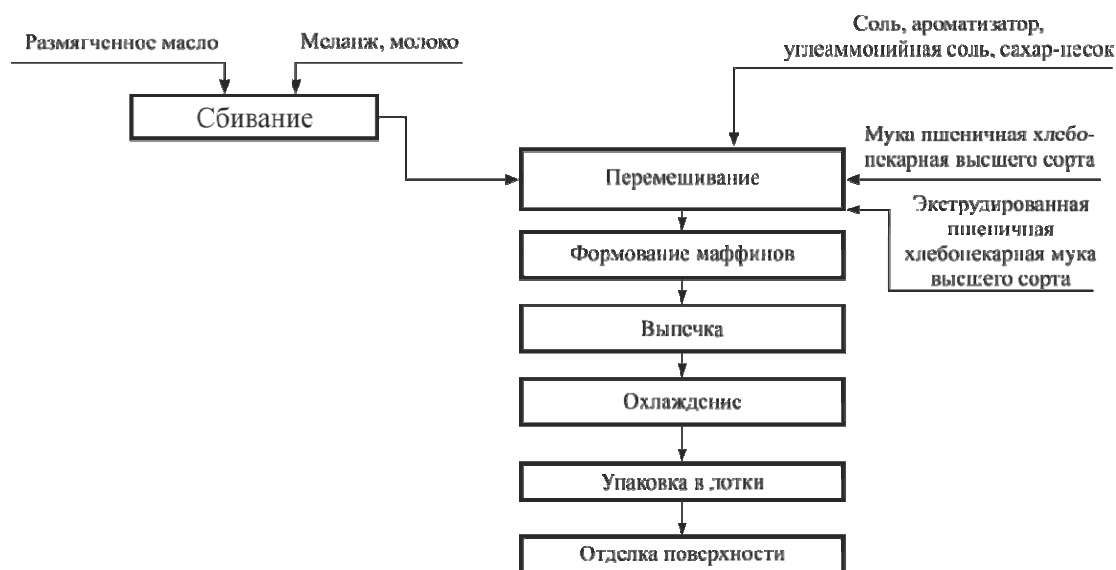 Размягченное масло
Меланж, молоко
Соль, ароматизатор,
углеаммонийная соль, сахар-песок
Сбивание
Мука пшеничная хлебо-
пекарная высшего сорта
Перемешивание
Экструдированная
пшеничная
хлебопекарная мука
высшего сорта
Формование маффинов
Выпечка
Охлаждение
Упаковка в лотки
Отделка поверхности